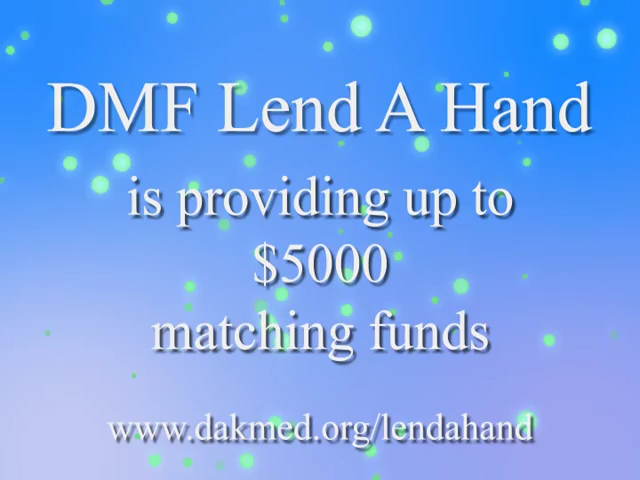 DMF Lend A Hand
is providing up to
$5000
matching funds
www.dakmed.org/lendahand